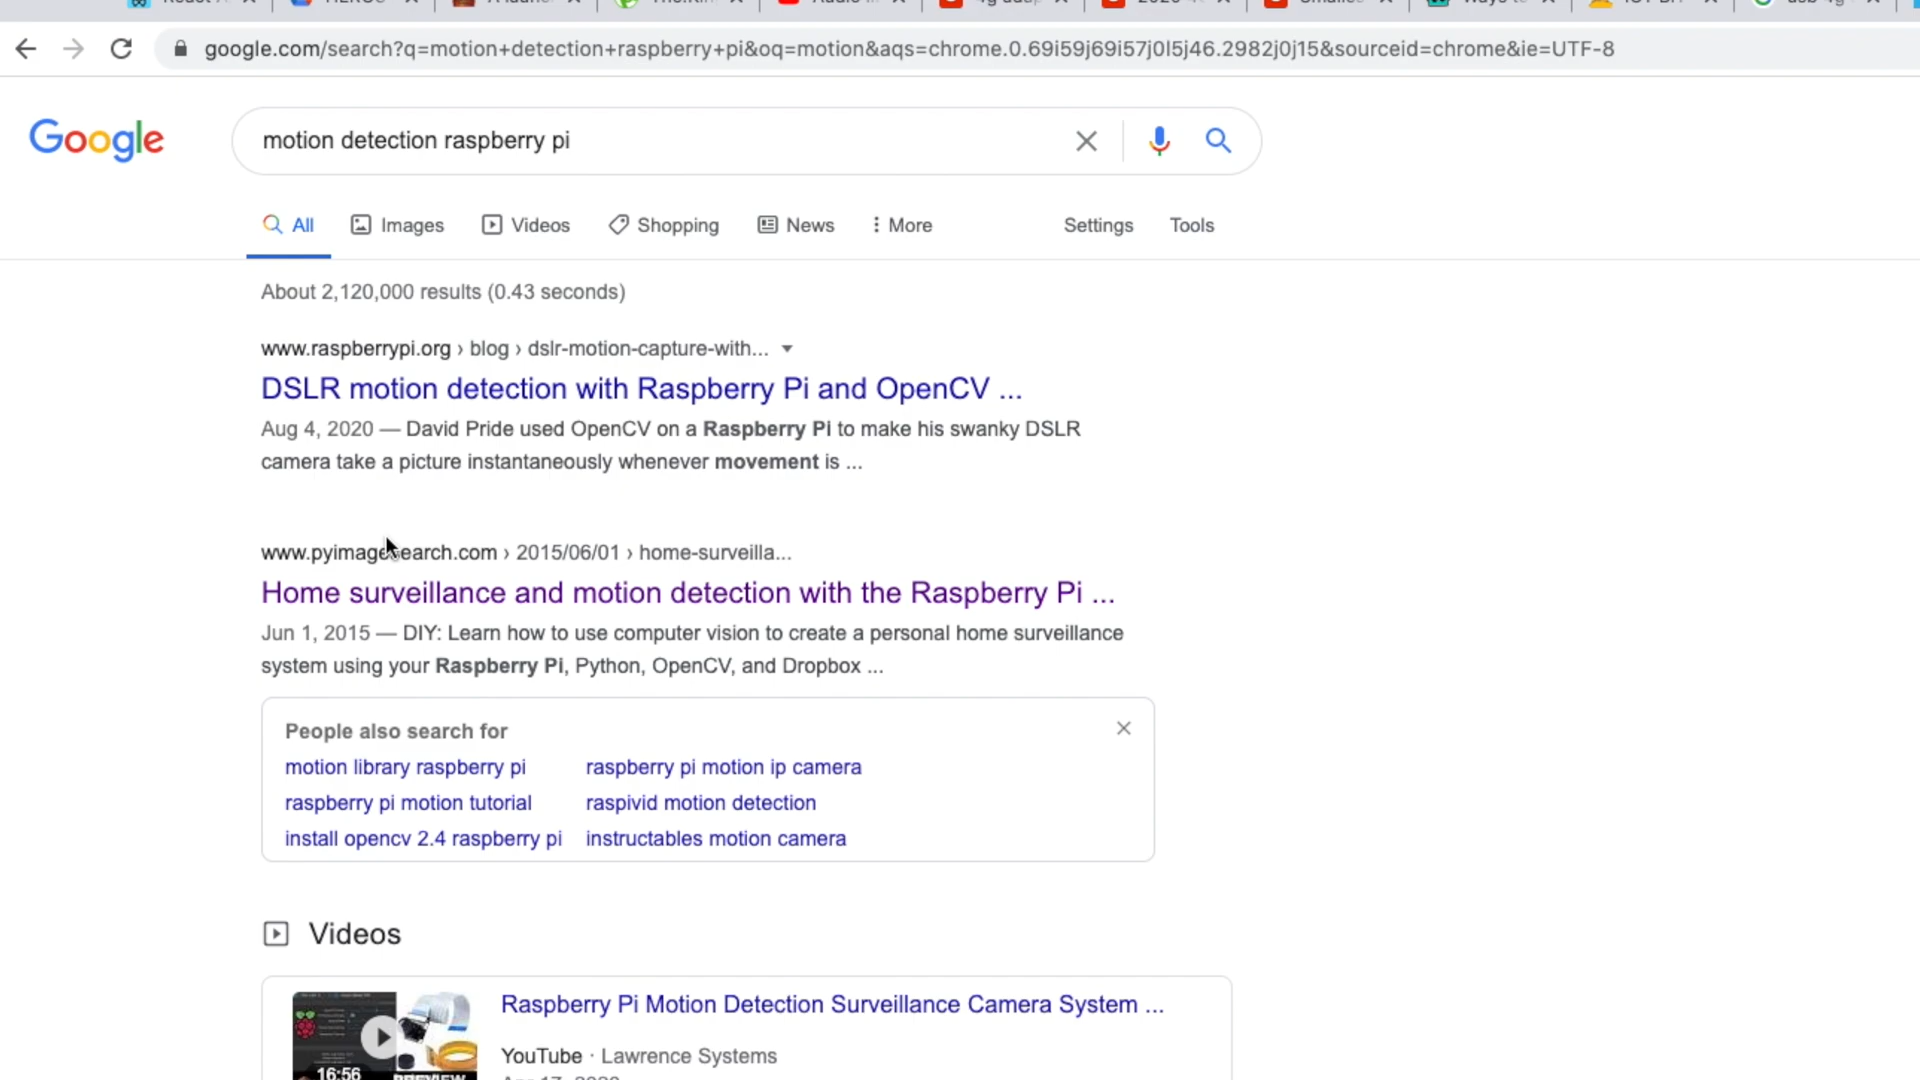 google.com/search?q=motion+detection+raspberry+pi&oq=motion&aqs=chrome.0.69i59j69i57j0l5j46.2982j0j15&sourceid=chrome&ie=UTF-8
Google
motion detection raspberry pi
All Images Videos Shopping News More Settings Tools
About 2,120,000 results (0.43 seconds)
www.raspberrypi.org › blog › dslr-motion-capture-with...
DSLR motion detection with Raspberry Pi and OpenCV ...
Aug 4, 2020 — David Pride used OpenCV on a Raspberry Pi to make his swanky DSLR
camera take a picture instantaneously whenever movement is ...
www.pyimagesearch.com › 2015/06/01 › home-surveilla...
Home surveillance and motion detection with the Raspberry Pi ...
Jun 1, 2015 — DIY: Learn how to use computer vision to create a personal home surveillance
system using your Raspberry Pi, Python, OpenCV, and Dropbox ...
People also search for
motion library raspberry pi raspberry pi motion ip camera
raspberry pi motion tutorial raspivid motion detection
install opencv 2.4 raspberry pi instructables motion camera
Videos
Raspberry Pi Motion Detection Surveillance Camera System ...
YouTube · Lawrence Systems
16:56
PREVIEW